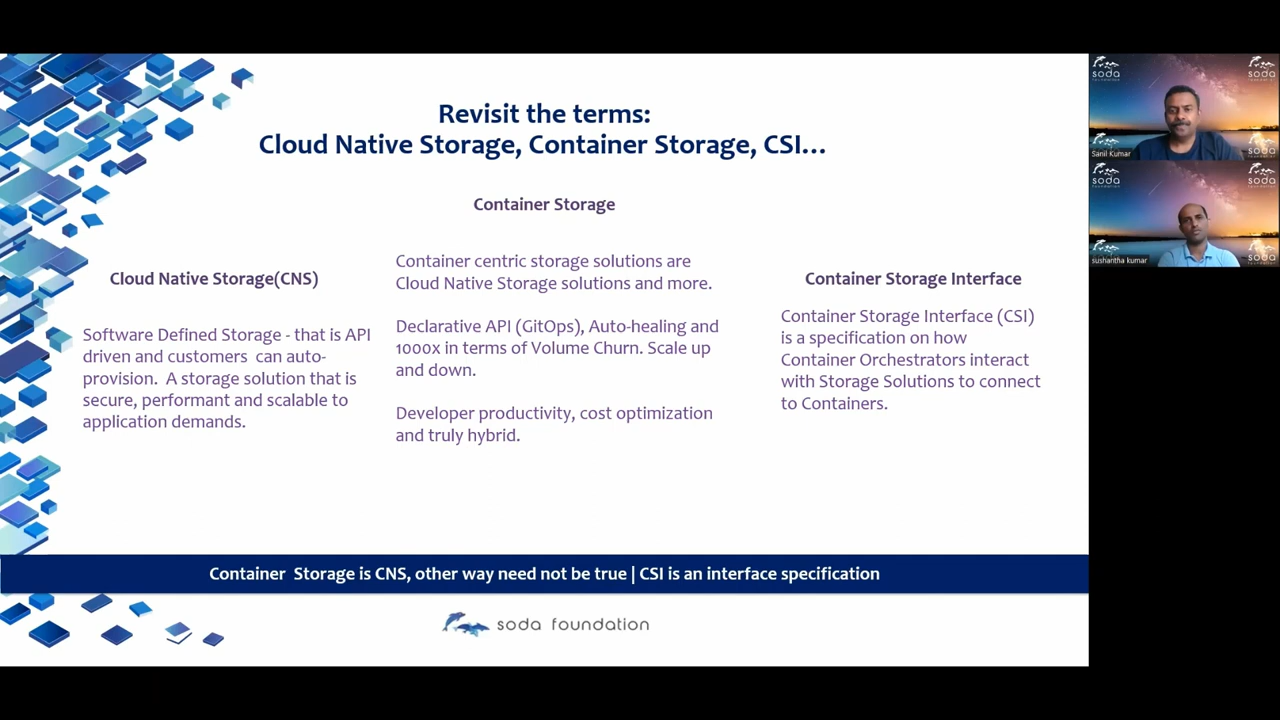 Revisit the terms:
Cloud Native Storage, Container Storage, CSI...
Cloud Native Storage(CNS)
Software Defined Storage - that is API
driven and customers can auto-
provision. A storage solution that is
secure, performant and scalable to
application demands.
Container Storage
Container centric storage solutions are
Cloud Native Storage solutions and more.
Declarative API (GitOps), Auto-healing and
1000x in terms of Volume Churn. Scale up
and down.
Developer productivity, cost optimization
and truly hybrid.
Container Storage Interface
Container Storage Interface (CSI)
is a specification on how
Container Orchestrators interact
with Storage Solutions to connect
to Containers.
Container Storage is CNS, other way need not be true | CSI is an interface specification
soda foundation
soda
soda
Sanil Kumar
soda
soda
sushantha kumar